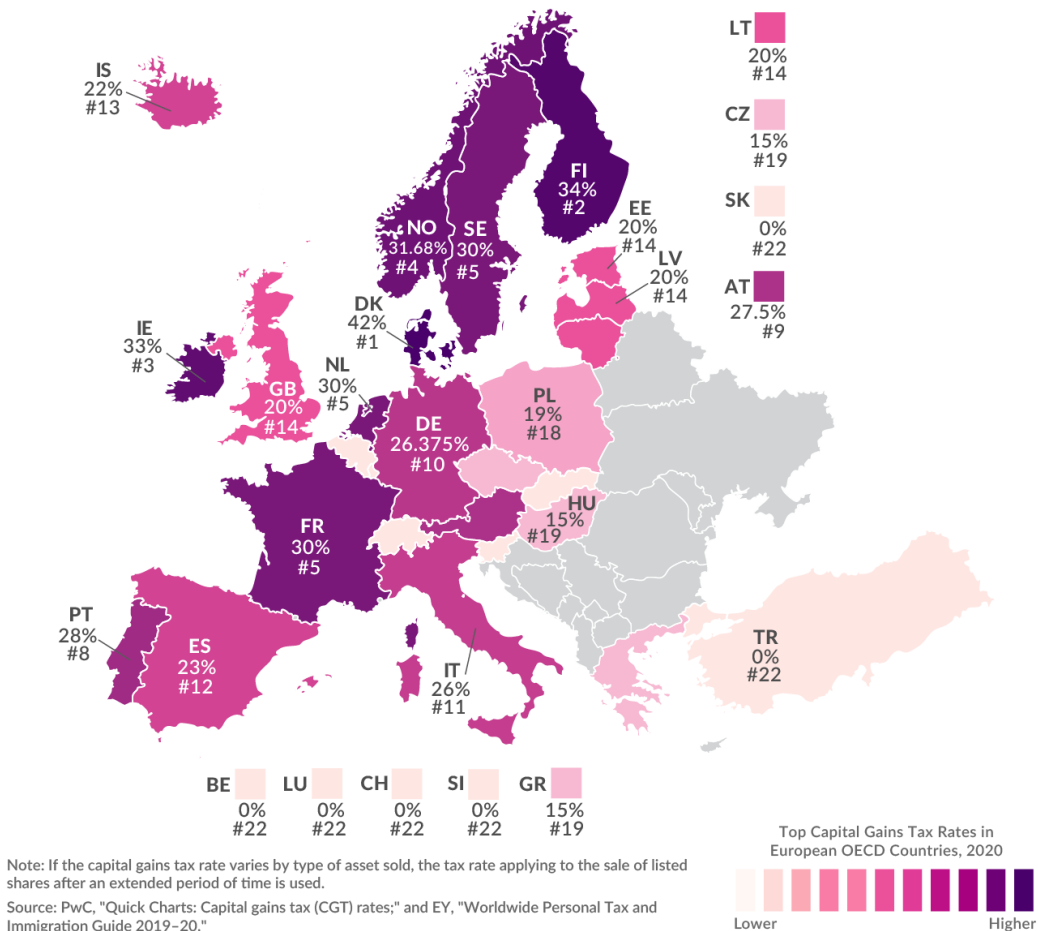 IS
22%
#13
LT
20%
#14
CZ
15%
#19
SK
0%
#22
AT
27.5%
#9
FI
34%
#2
NO
31.68%
#4
SE
30%
#5
EE
20%
#14
LV
20%
#14
DK
42%
#1
IE
33%
#3
GB
20%
#14
NL
30%
#5
DE
26.375%
#10
PL
19%
#18
HU
15%
#19
FR
30%
#5
PT
28%
#8
ES
23%
#12
IT
26%
#11
TR
0%
#22
BE
0%
#22
LU
0%
#22
CH
0%
#22
SI
0%
#22
GR
15%
#19
Note: If the capital gains tax rate varies by type of asset sold, the tax rate applying to the sale of listed
shares after an extended period of time is used.
Source: PwC, "Quick Charts: Capital gains tax (CGT) rates;" and EY, "Worldwide Personal Tax and
Immigration Guide 2019–20."
Top Capital Gains Tax Rates in
European OECD Countries, 2020
Lower
Higher